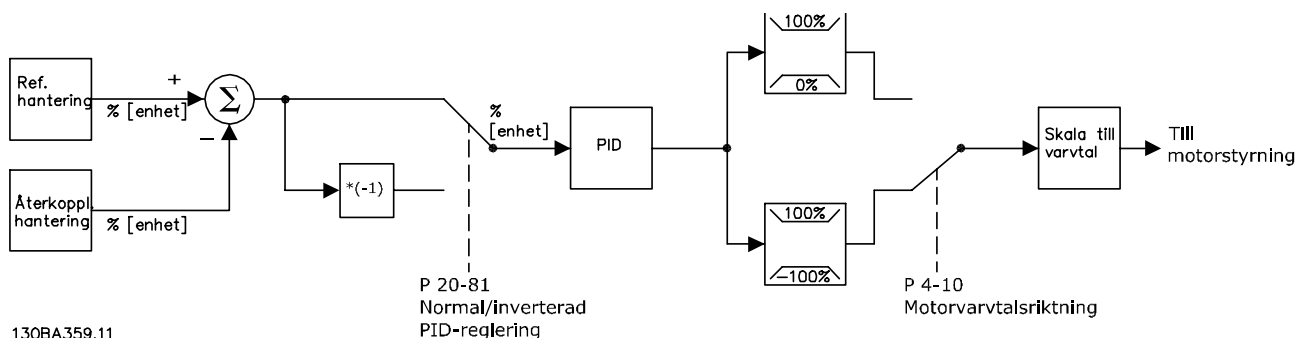 Ref.
hantering
+
% [enhet]
Σ
−
Återkoppl.
hantering
% [enhet]
*(-1)
%
[enhet]
PID
100%
0%
100%
−100%
Skala till
varvtal
Till
motorstyrning
P 20-81
Normal/inverterad
PID-reglering
P 4-10
Motorvarvtalsriktning
130BA359.11